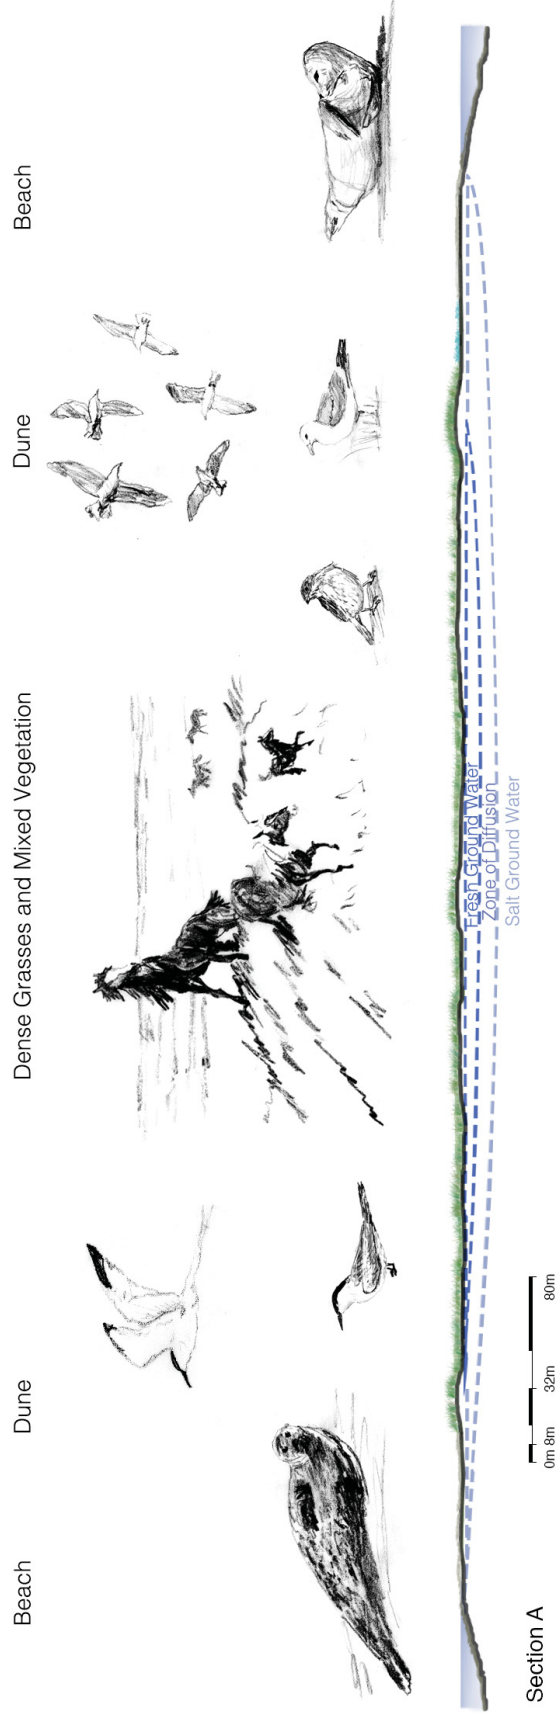 Beach
Dune
Dense Grasses and Mixed Vegetation
Dune
Beach
Fresh Ground Water
Zone of Diffusion
Salt Ground Water
0m 8m 32m 80m
Section A